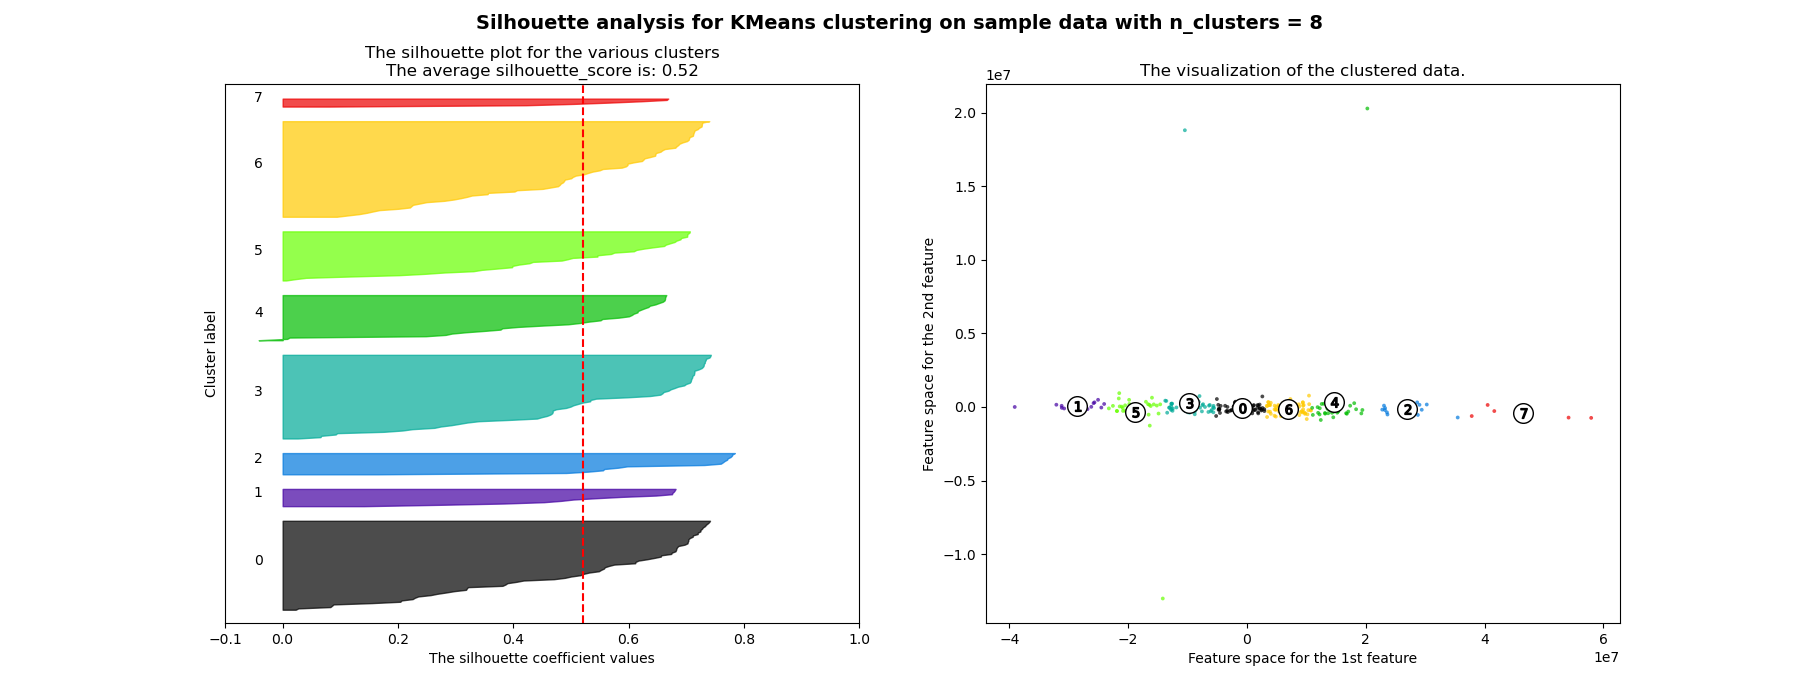 Silhouette analysis for KMeans clustering on sample data with n_clusters = 8
The silhouette plot for the various clusters
The average silhouette_score is: 0.52
7
6
5
4
3
2
1
0
Cluster label
−0.1 0.0 0.2 0.4 0.6 0.8 1.0
The silhouette coefficient values
The visualization of the clustered data.
1e7
2.0
1.5
1.0
0.5
0.0
−0.5
−1.0
Feature space for the 2nd feature
1 5 3 0 6 4 2 7
−4 −2 0 2 4 6
1e7
Feature space for the 1st feature